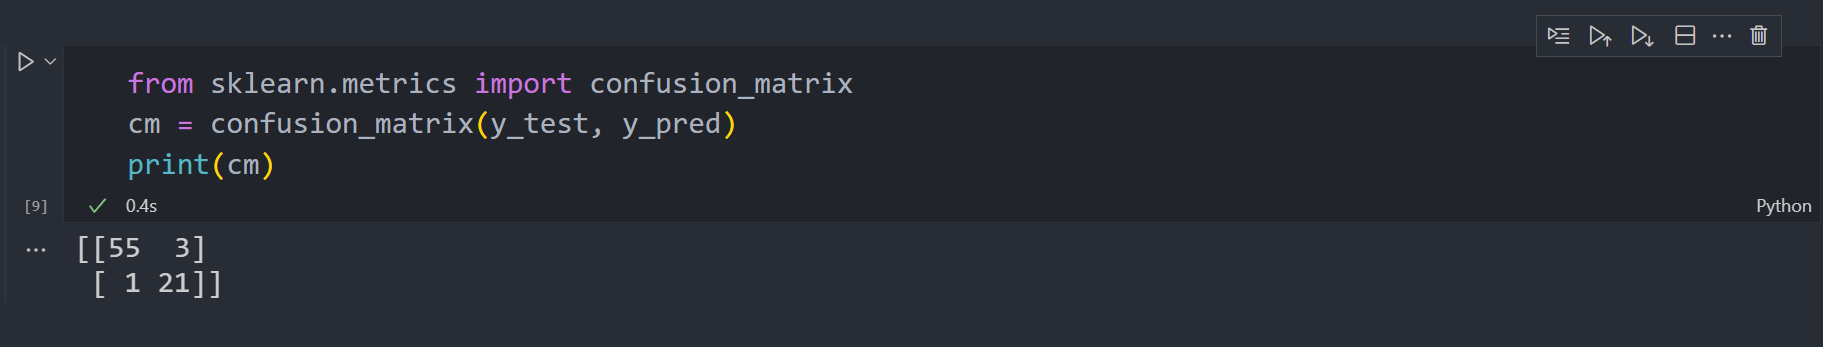 from sklearn.metrics import confusion_matrix
cm = confusion_matrix(y_test, y_pred)
print(cm)
[9] 0.4s Python
[[55  3]
 [ 1 21]]